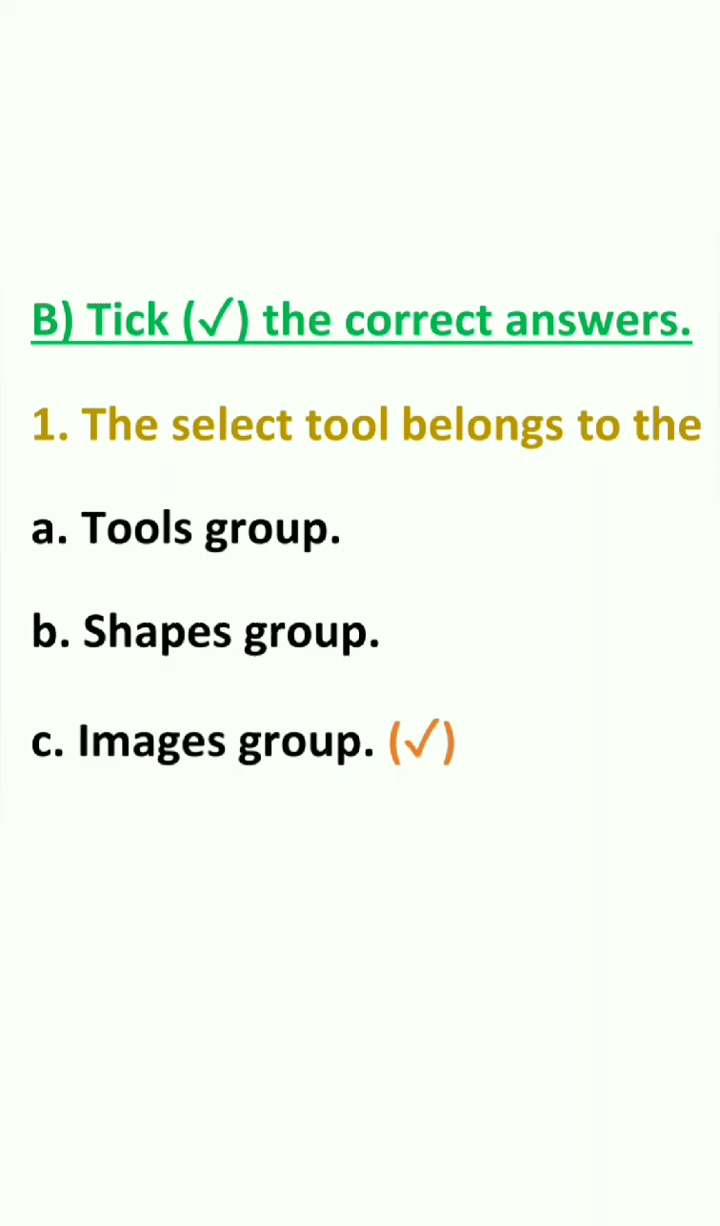 B) Tick (✓) the correct answers.
1. The select tool belongs to the
a. Tools group.
b. Shapes group.
c. Images group. (✓)